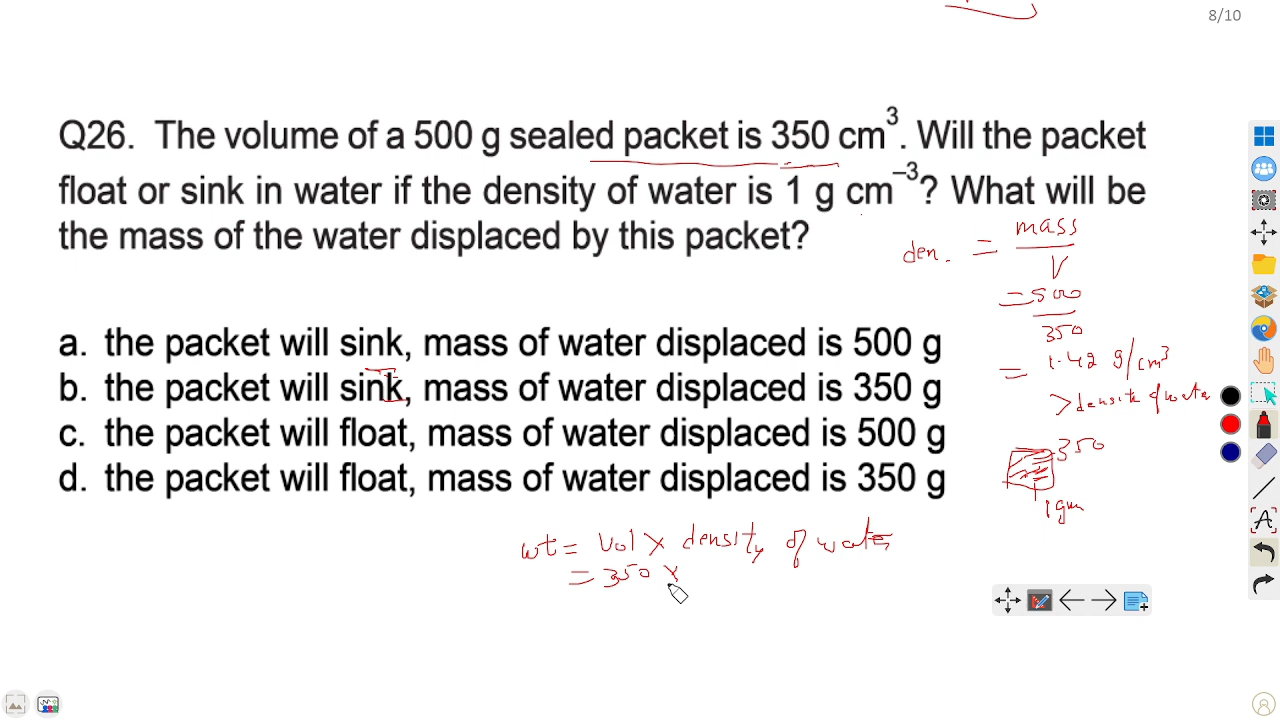 8/10
Q26. The volume of a 500 g sealed packet is 350 cm³. Will the packet
float or sink in water if the density of water is 1 g cm⁻³? What will be
the mass of the water displaced by this packet?
den. = mass / V
= 500 / 350
= 1.42 g/cm³
> density of water
a. the packet will sink, mass of water displaced is 500 g
b. the packet will sink, mass of water displaced is 350 g
c. the packet will float, mass of water displaced is 500 g
d. the packet will float, mass of water displaced is 350 g
350
1 gm
wt = vol x density of water
= 350 x